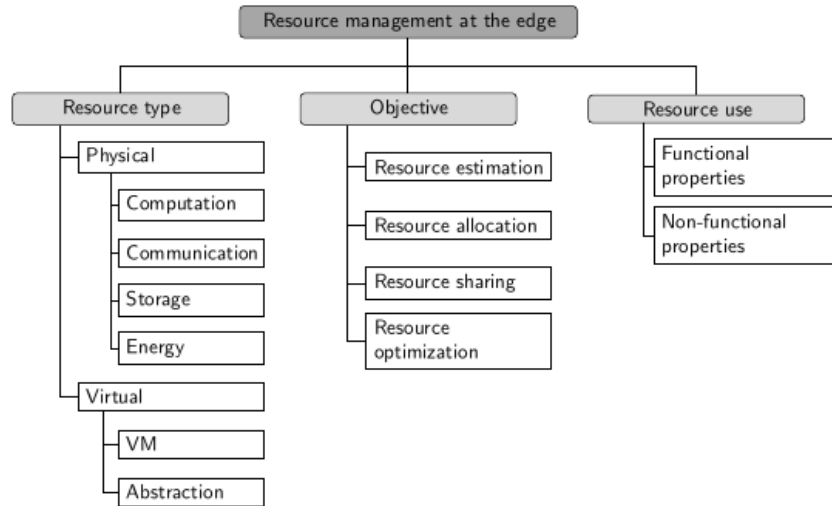 Resource management at the edge
Resource type
Objective
Resource use
Physical
Computation
Communication
Storage
Energy
Virtual
VM
Abstraction
Resource estimation
Resource allocation
Resource sharing
Resource
optimization
Functional
properties
Non-functional
properties